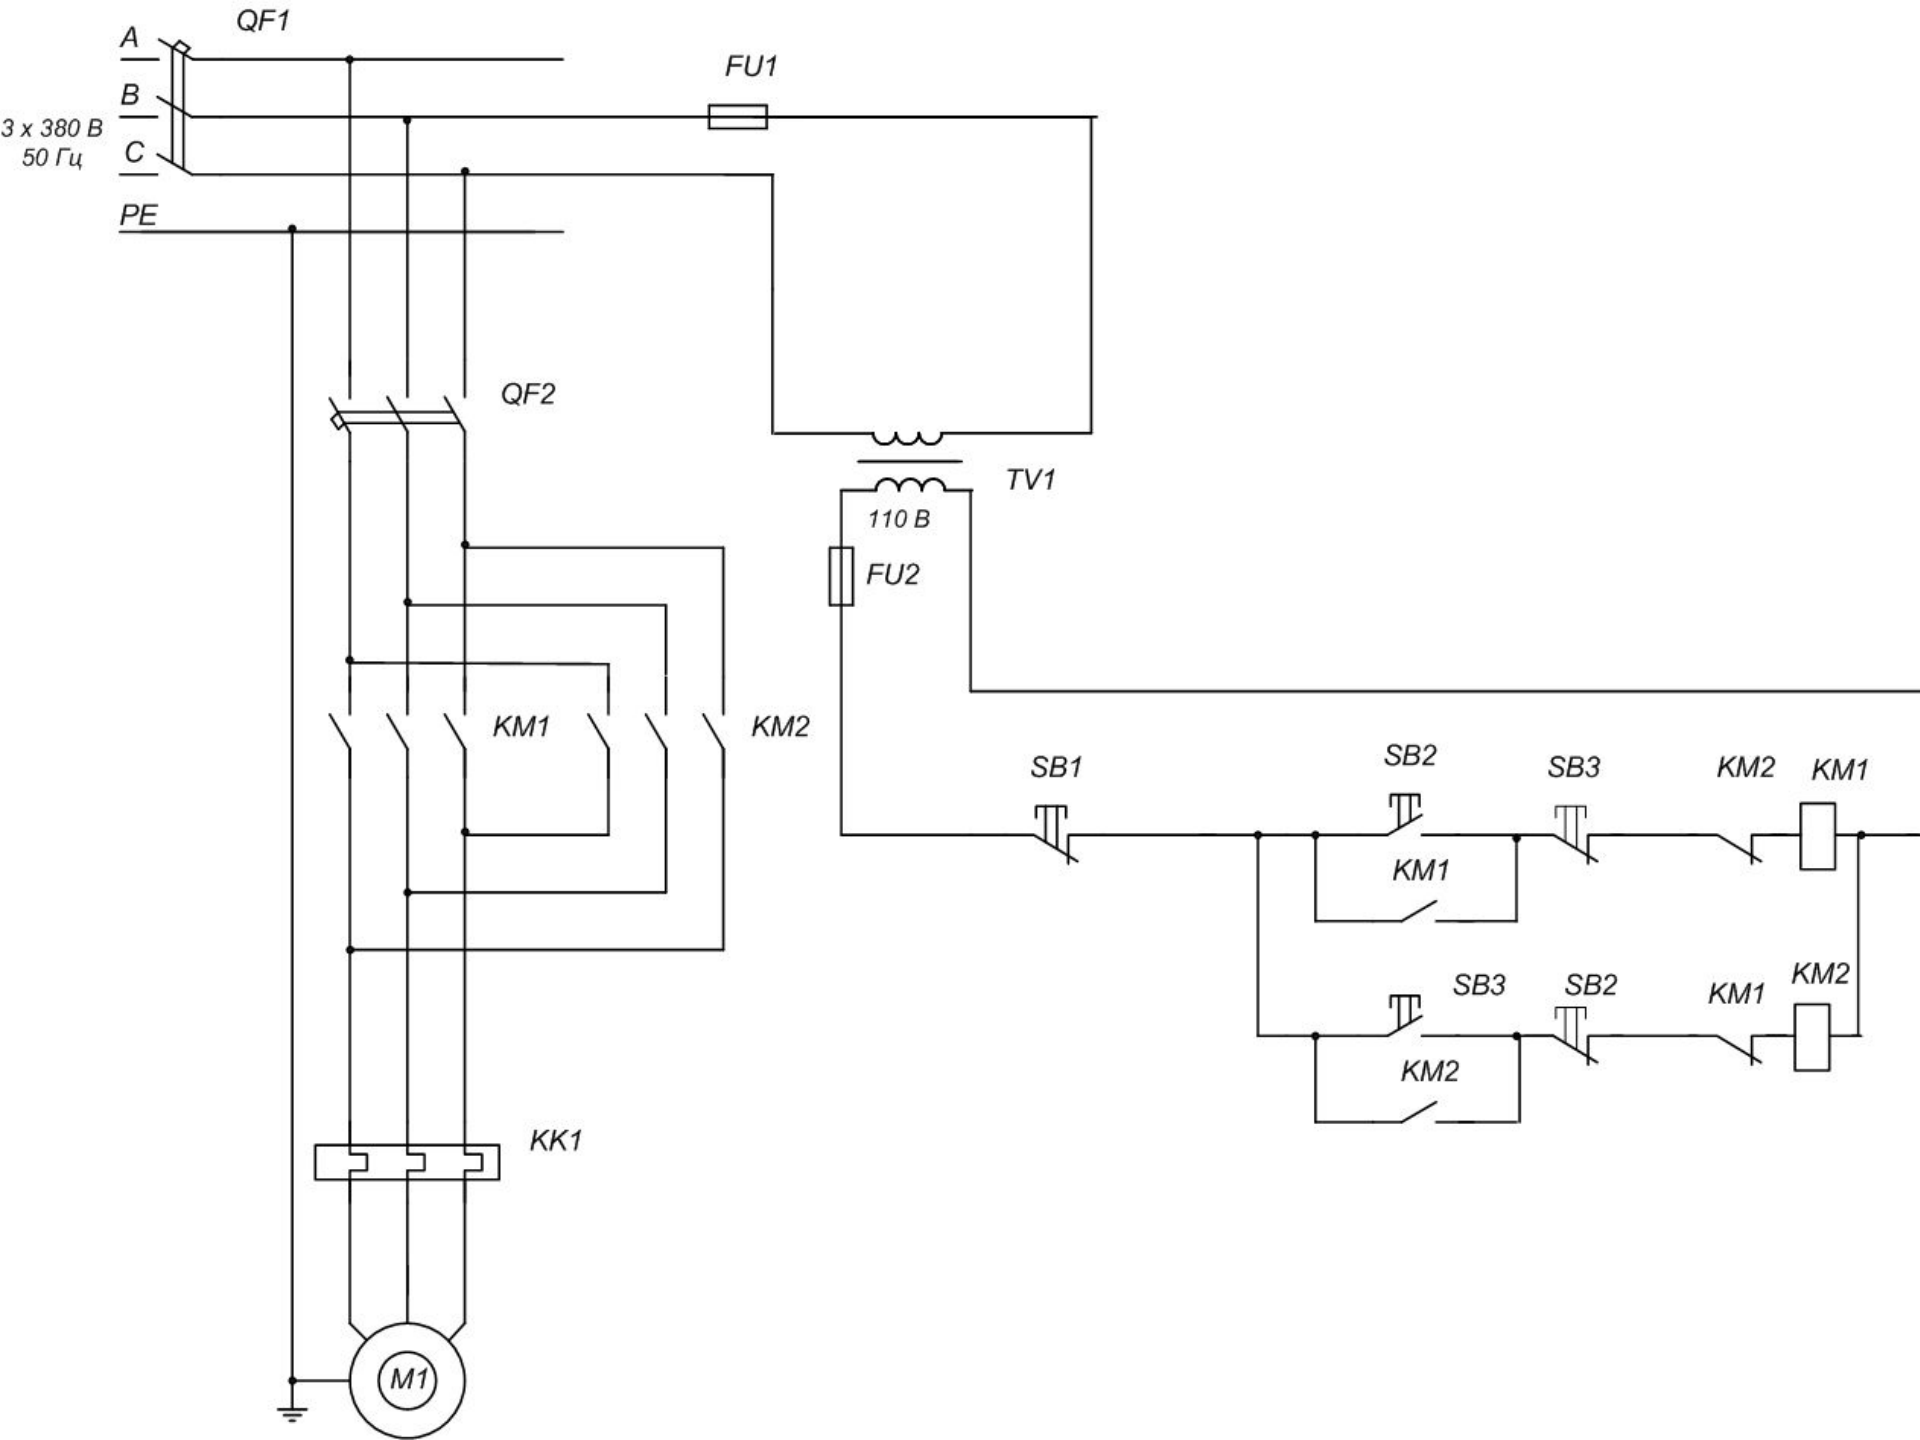 QF1
A
FU1
B
3 x 380 В
50 Гц
C
PE
QF2
TV1
110 В
FU2
KM1
KM2
SB1
SB2
SB3
KM2
KM1
KM1
SB3
SB2
KM1
KM2
KM2
KK1
M1